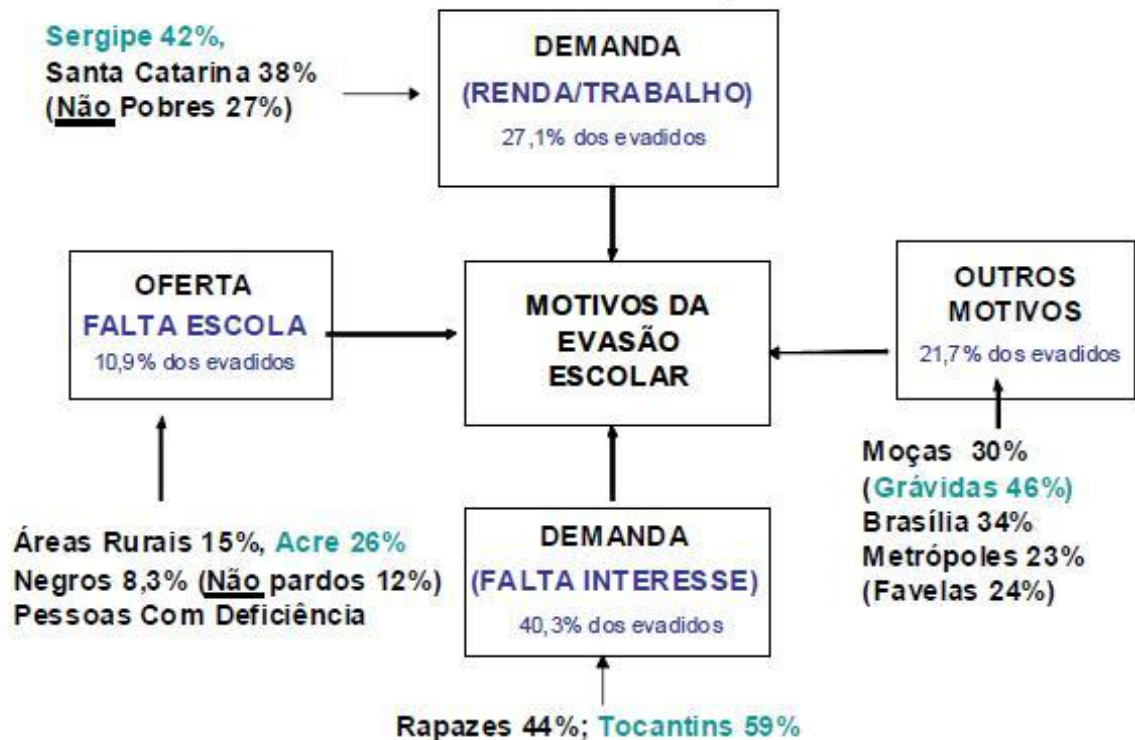 Sergipe 42%,
Santa Catarina 38%
(Não Pobres 27%)
DEMANDA
(RENDA/TRABALHO)
27,1% dos evadidos
OFERTA
FALTA ESCOLA
10,9% dos evadidos
MOTIVOS DA
EVASÃO
ESCOLAR
OUTROS
MOTIVOS
21,7% dos evadidos
Áreas Rurais 15%, Acre 26%
Negros 8,3% (Não pardos 12%)
Pessoas Com Deficiência
DEMANDA
(FALTA INTERESSE)
40,3% dos evadidos
Moças 30%
(Grávidas 46%)
Brasília 34%
Metrópoles 23%
(Favelas 24%)
Rapazes 44%; Tocantins 59%